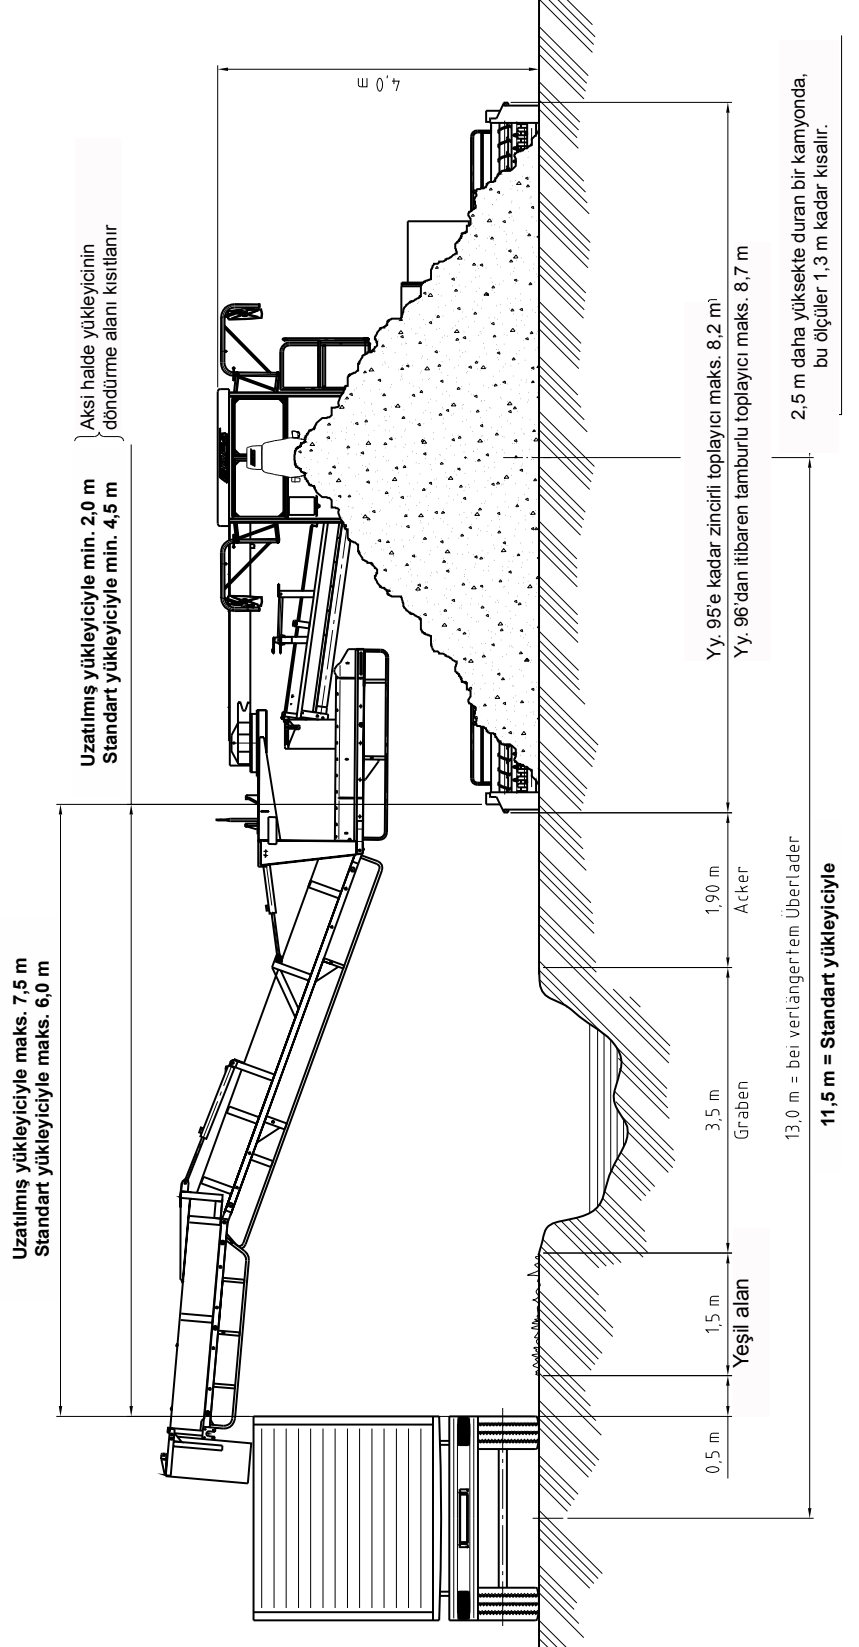 Uzatılmış yükleyiciyle maks. 7,5 m
Standart yükleyiciyle maks. 6,0 m
Uzatılmış yükleyiciyle min. 2,0 m
Standart yükleyiciyle min. 4,5 m
Aksi halde yükleyicinin
döndürme alanı kısıtlanır
4,0 m
0,5 m
1,5 m
Yeşil alan
3,5 m
Graben
1,90 m
Acker
Yy. 95'e kadar zincirli toplayıcı maks. 8,2 m
Yy. 96'dan itibaren tamburlu toplayıcı maks. 8,7 m
13,0 m = bei verlängertem Überlader
11,5 m = Standart yükleyiciyle
2,5 m daha yüksekte duran bir kamyonda,
bu ölçüler 1,3 m kadar kısalır.